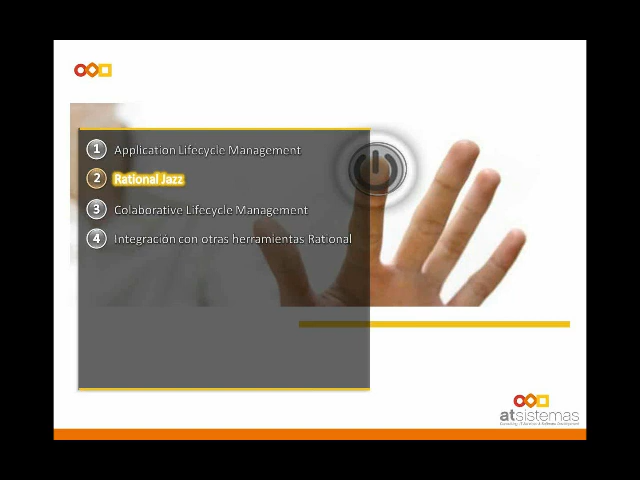 1 Application Lifecycle Management
2 Rational Jazz
3 Colaborative Lifecycle Management
4 Integración con otras herramientas Rational
atsistemas